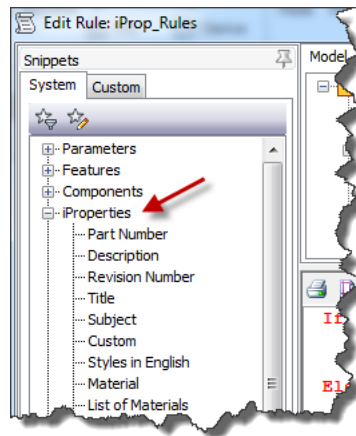 Edit Rule: iProp_Rules
Snippets
Model
System Custom
Parameters
Features
Components
iProperties
Part Number
Description
Revision Number
Title
Subject
Custom
Styles in English
Material
List of Materials
If